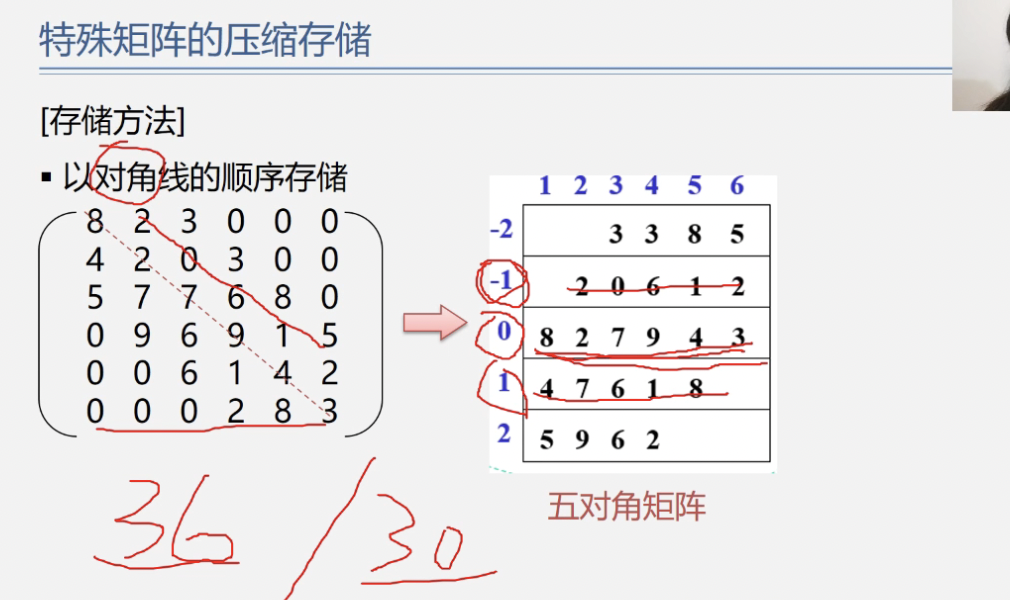 特殊矩阵的压缩存储
[存储方法]
▪ 以对角线的顺序存储
8 2 3 0 0 0
4 2 0 3 0 0
5 7 7 6 8 0
0 9 6 9 1 5
0 0 6 1 4 2
0 0 0 2 8 3
1 2 3 4 5 6
-2 3 3 8 5
-1 2 0 6 1 2
0 8 2 7 9 4 3
1 4 7 6 1 8
2 5 9 6 2
五对角矩阵
36 / 30